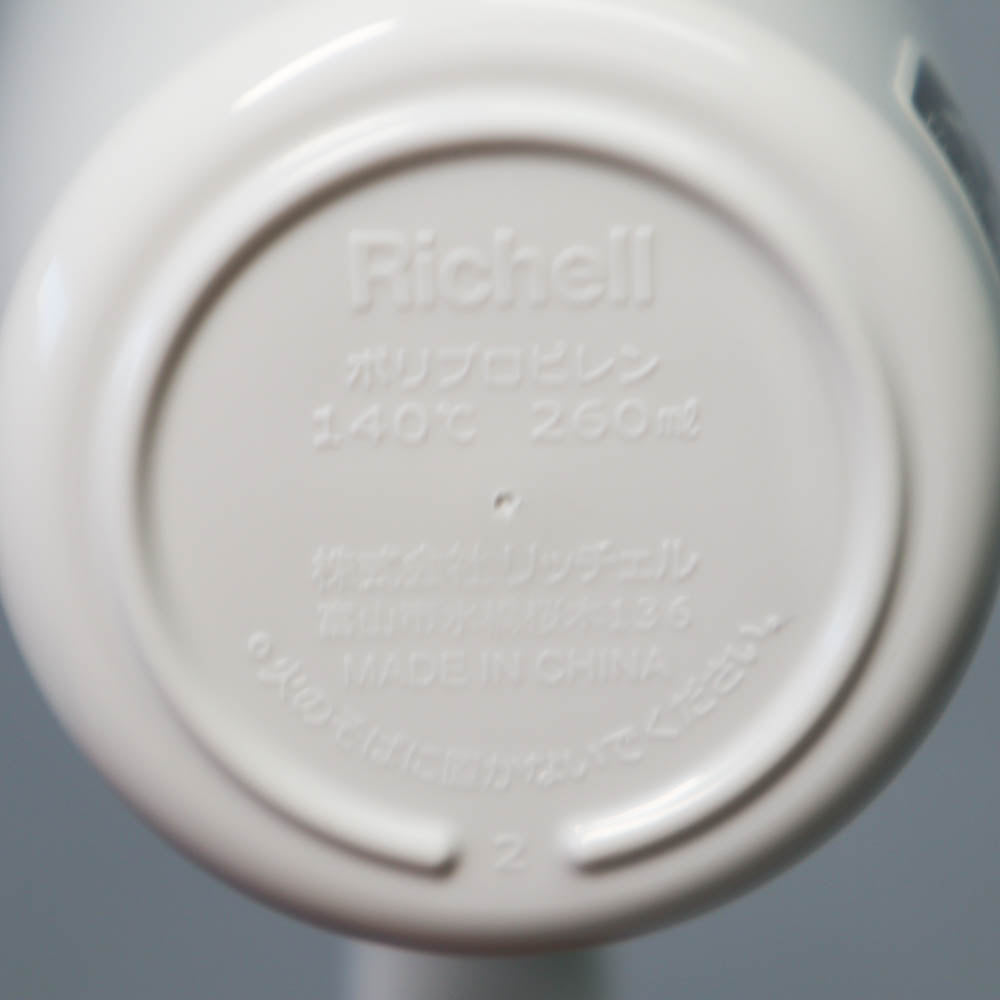 Richell
ポリプロピレン
140℃ 260㎖
株式会社リッチェル
富山市水橋桜木136
MADE IN CHINA
●火のそばに置かないでください。
2